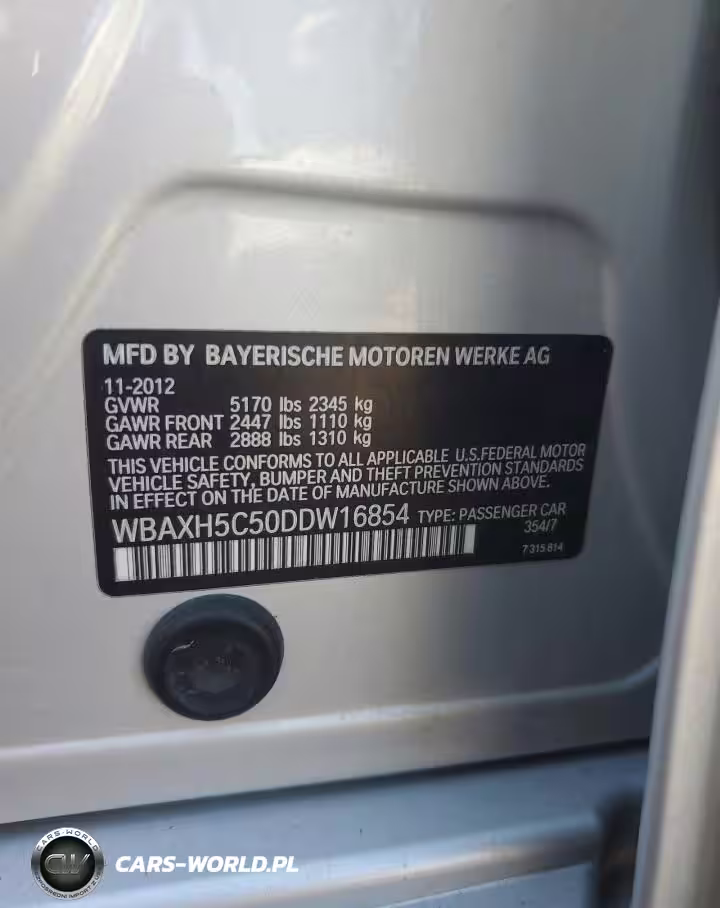 MFD BY BAYERISCHE MOTOREN WERKE AG
11-2012
GVWR 5170 lbs 2345 kg
GAWR FRONT 2447 lbs 1110 kg
GAWR REAR 2888 lbs 1310 kg
THIS VEHICLE CONFORMS TO ALL APPLICABLE U.S.FEDERAL MOTOR
VEHICLE SAFETY, BUMPER AND THEFT PREVENTION STANDARDS
IN EFFECT ON THE DATE OF MANUFACTURE SHOWN ABOVE.
WBAXH5C50DDW16854 TYPE: PASSENGER CAR
354/7
7 315 814
CARS-WORLD
CW
CARS-WORLD.PL